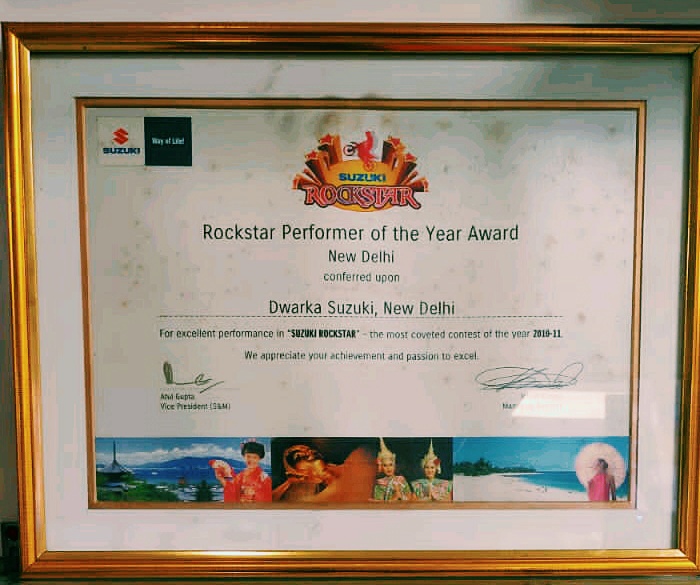 SUZUKI
Way of Life!
SUZUKI
ROCKSTAR
Rockstar Performer of the Year Award
New Delhi
conferred upon
Dwarka Suzuki, New Delhi
For excellent performance in "SUZUKI ROCKSTAR" - the most coveted contest of the year 2010-11.
We appreciate your achievement and passion to excel.
Atul Gupta
Vice President (S&M)